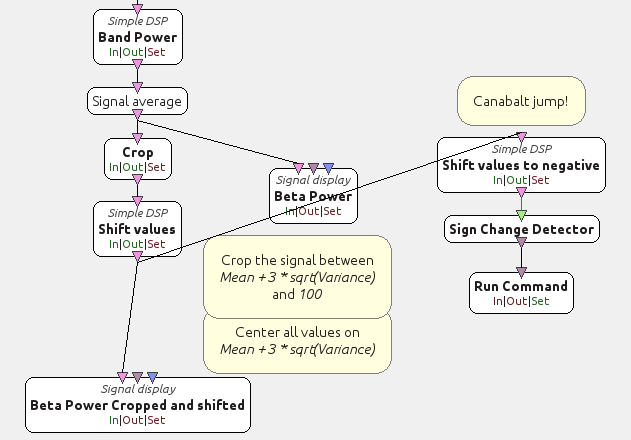 Simple DSP
Band Power
In|Out|Set
Signal average
Crop
In|Out|Set
Simple DSP
Shift values
In|Out|Set
Signal display
Beta Power
In|Out|Set
Canabalt jump!
Simple DSP
Shift values to negative
In|Out|Set
Sign Change Detector
Run Command
In|Out|Set
Crop the signal between
Mean +3 * sqrt(Variance)
and 100
Center all values on
Mean +3 * sqrt(Variance)
Signal display
Beta Power Cropped and shifted
In|Out|Set